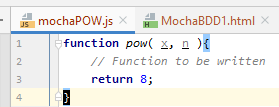 mochaPOW.js MochaBDD1.html
1 function pow( x, n ){
2 // Function to be written
3 return 8;
4 }